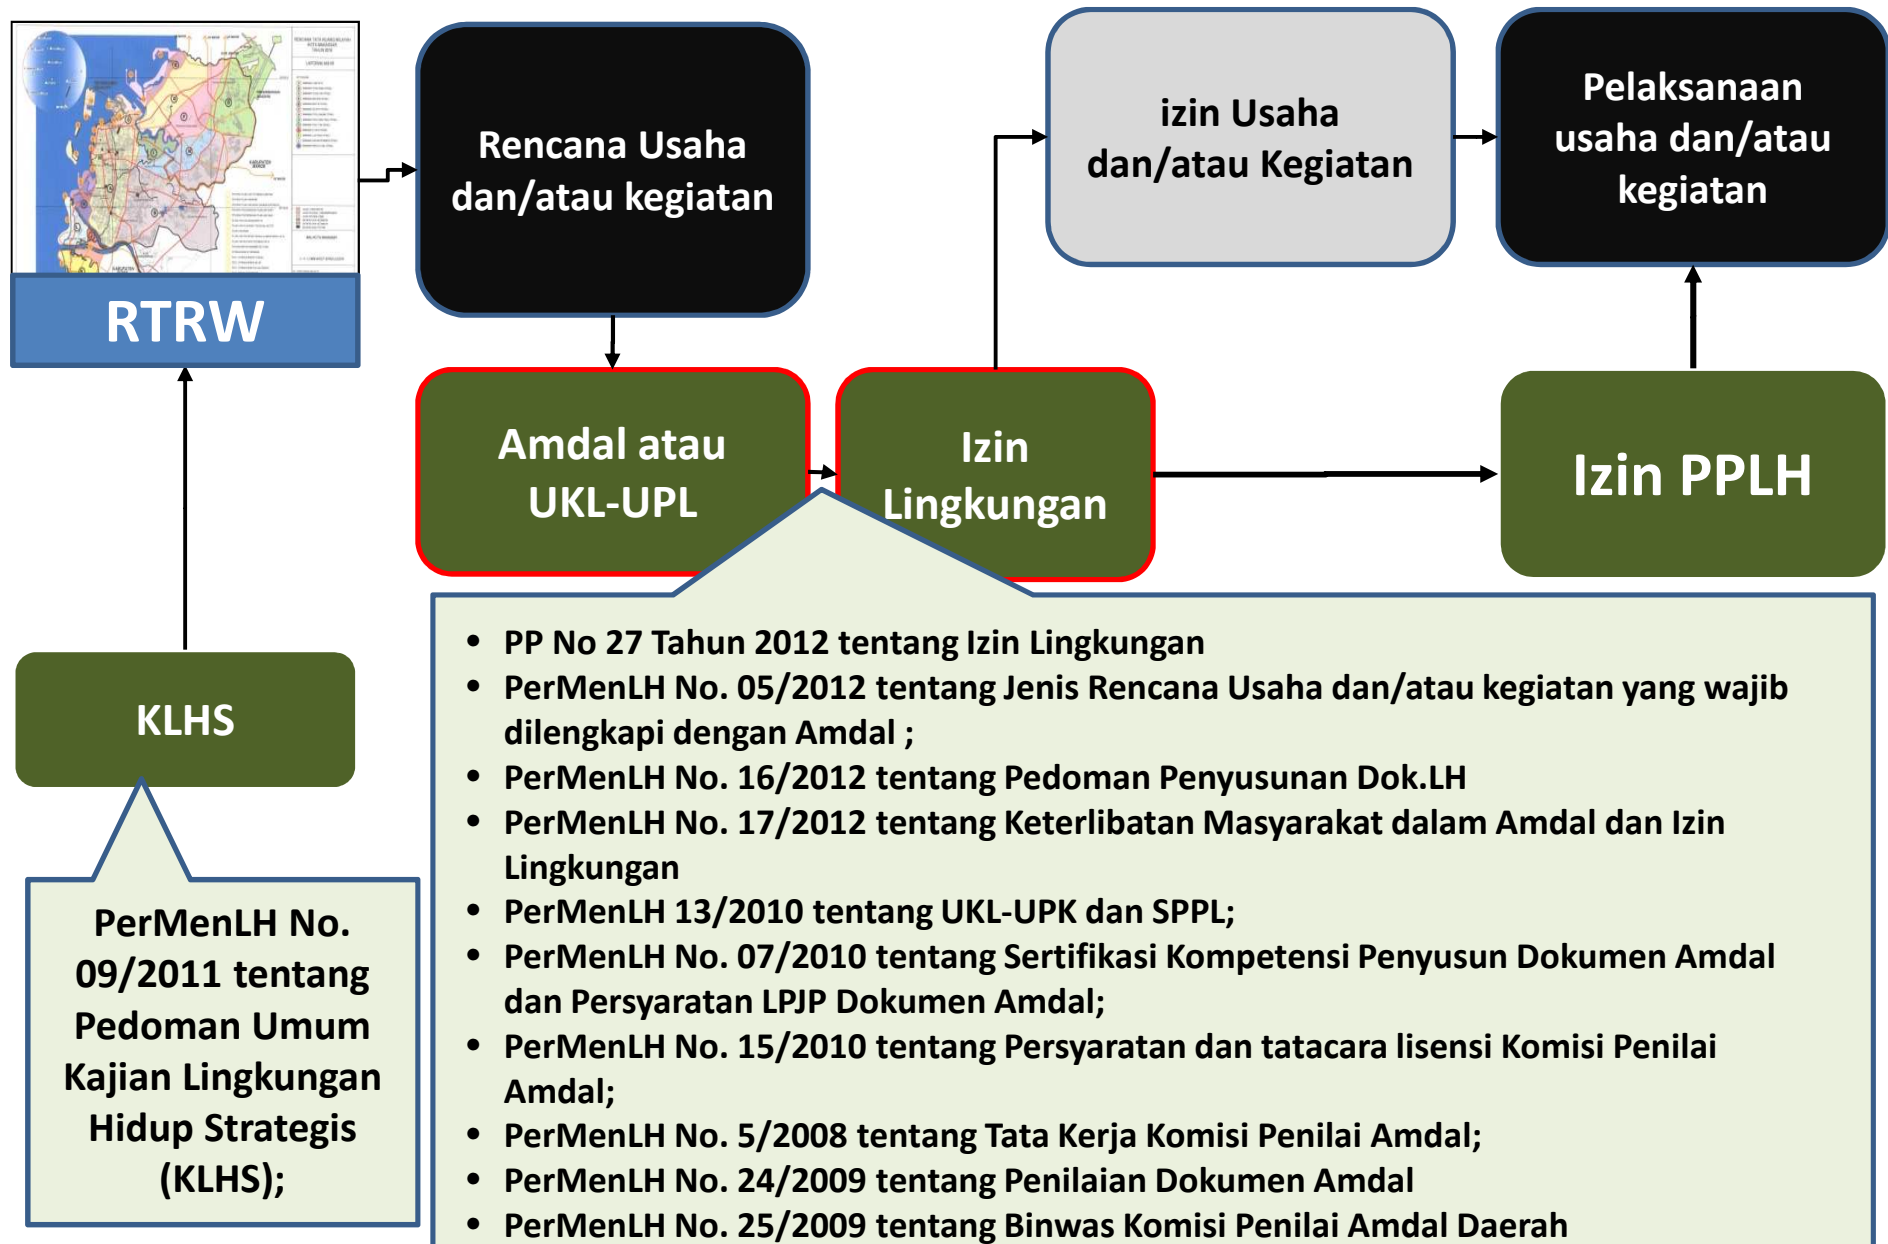 RENCANA TATA RUANG WILAYAH
KOTA MAKASSAR
RTRW
Rencana Usaha
dan/atau kegiatan
izin Usaha
dan/atau Kegiatan
Pelaksanaan
usaha dan/atau
kegiatan
Amdal atau
UKL-UPL
Izin
Lingkungan
Izin PPLH
KLHS
PerMenLH No.
09/2011 tentang
Pedoman Umum
Kajian Lingkungan
Hidup Strategis
(KLHS);
• PP No 27 Tahun 2012 tentang Izin Lingkungan
• PerMenLH No. 05/2012 tentang Jenis Rencana Usaha dan/atau kegiatan yang wajib
dilengkapi dengan Amdal ;
• PerMenLH No. 16/2012 tentang Pedoman Penyusunan Dok.LH
• PerMenLH No. 17/2012 tentang Keterlibatan Masyarakat dalam Amdal dan Izin
Lingkungan
• PerMenLH 13/2010 tentang UKL-UPK dan SPPL;
• PerMenLH No. 07/2010 tentang Sertifikasi Kompetensi Penyusun Dokumen Amdal
dan Persyaratan LPJP Dokumen Amdal;
• PerMenLH No. 15/2010 tentang Persyaratan dan tatacara lisensi Komisi Penilai
Amdal;
• PerMenLH No. 5/2008 tentang Tata Kerja Komisi Penilai Amdal;
• PerMenLH No. 24/2009 tentang Penilaian Dokumen Amdal
• PerMenLH No. 25/2009 tentang Binwas Komisi Penilai Amdal Daerah